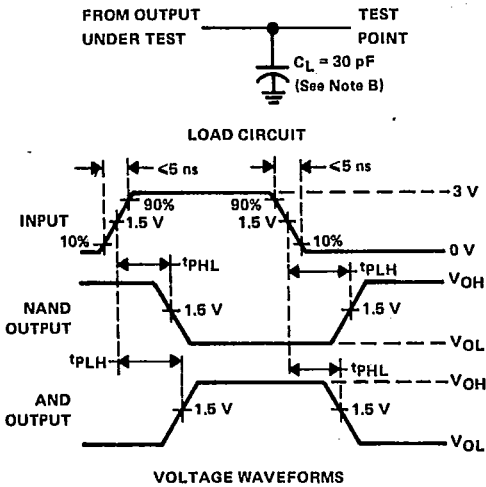 FROM OUTPUT
UNDER TEST
TEST
POINT
CL = 30 pF
(See Note B)
LOAD CIRCUIT
≤5 ns
≤5 ns
INPUT
10%
90%
1.5 V
90%
1.5 V
10%
3 V
0 V
tPHL
tPLH
NAND
OUTPUT
1.5 V
1.5 V
VOH
VOL
tPLH
tPHL
AND
OUTPUT
1.5 V
1.5 V
VOH
VOL
VOLTAGE WAVEFORMS